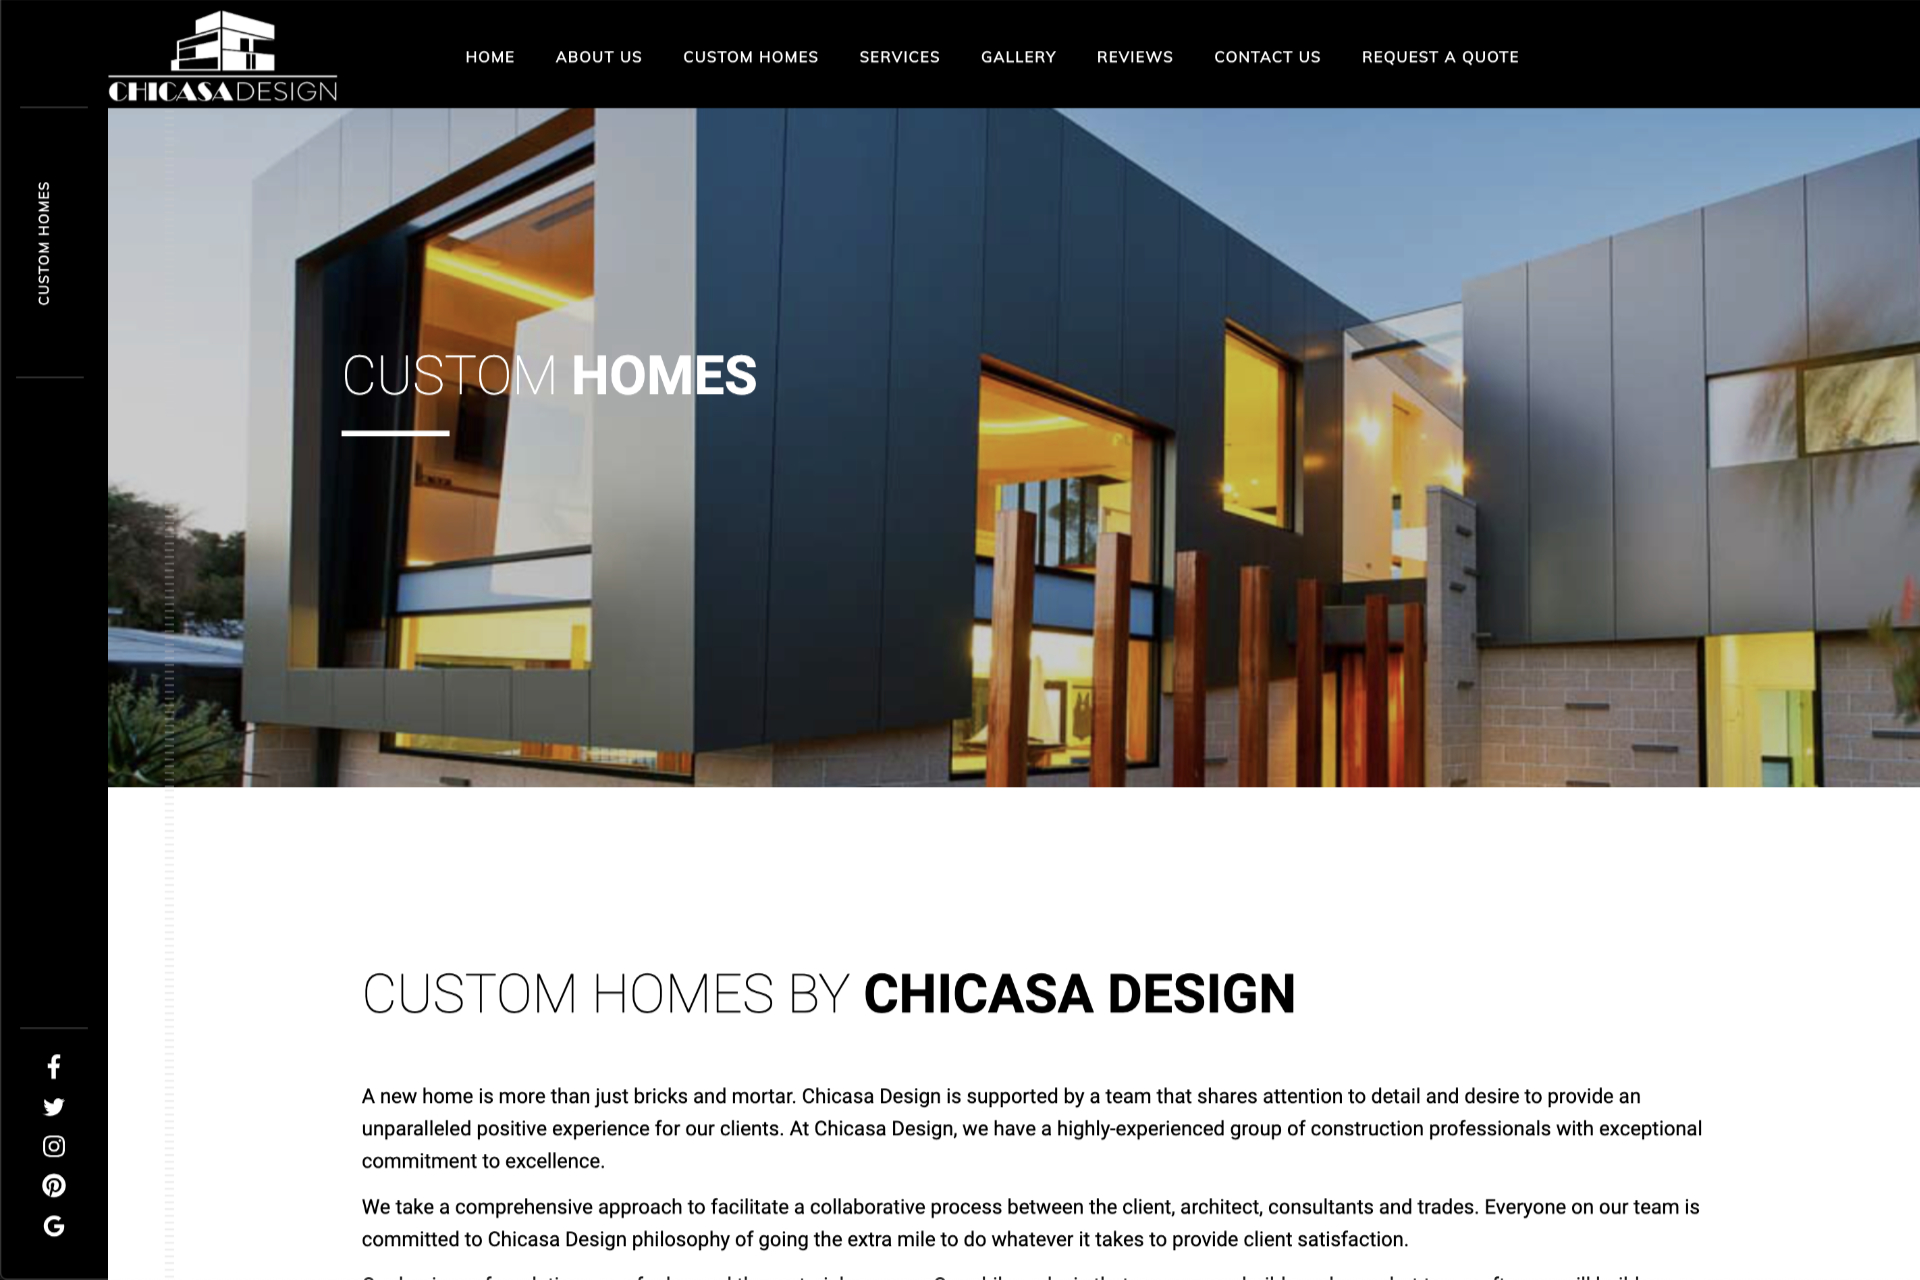 CHICASADESIGN
HOME ABOUT US CUSTOM HOMES SERVICES GALLERY REVIEWS CONTACT US REQUEST A QUOTE
CUSTOM HOMES
CUSTOM HOMES
CUSTOM HOMES BY CHICASA DESIGN
A new home is more than just bricks and mortar. Chicasa Design is supported by a team that shares attention to detail and desire to provide an
unparalleled positive experience for our clients. At Chicasa Design, we have a highly-experienced group of construction professionals with exceptional
commitment to excellence.
We take a comprehensive approach to facilitate a collaborative process between the client, architect, consultants and trades. Everyone on our team is
committed to Chicasa Design philosophy of going the extra mile to do whatever it takes to provide client satisfaction.